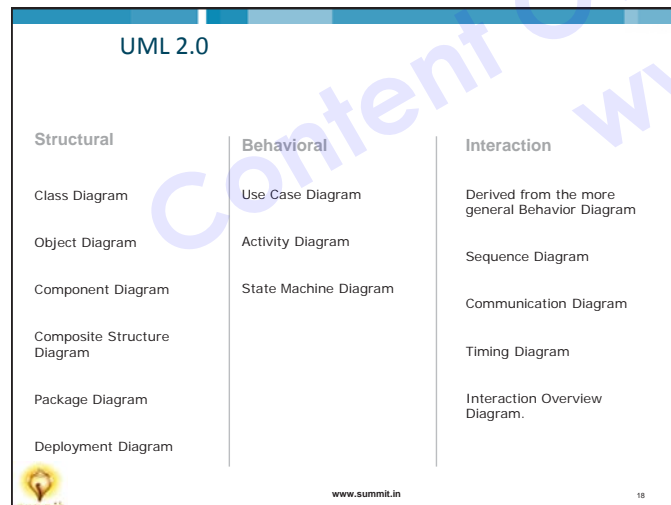 UML 2.0
Structural
Class Diagram
Object Diagram
Component Diagram
Composite Structure
Diagram
Package Diagram
Deployment Diagram
Behavioral
Use Case Diagram
Activity Diagram
State Machine Diagram
Interaction
Derived from the more
general Behavior Diagram
Sequence Diagram
Communication Diagram
Timing Diagram
Interaction Overview
Diagram.
www.summit.in
18
Content